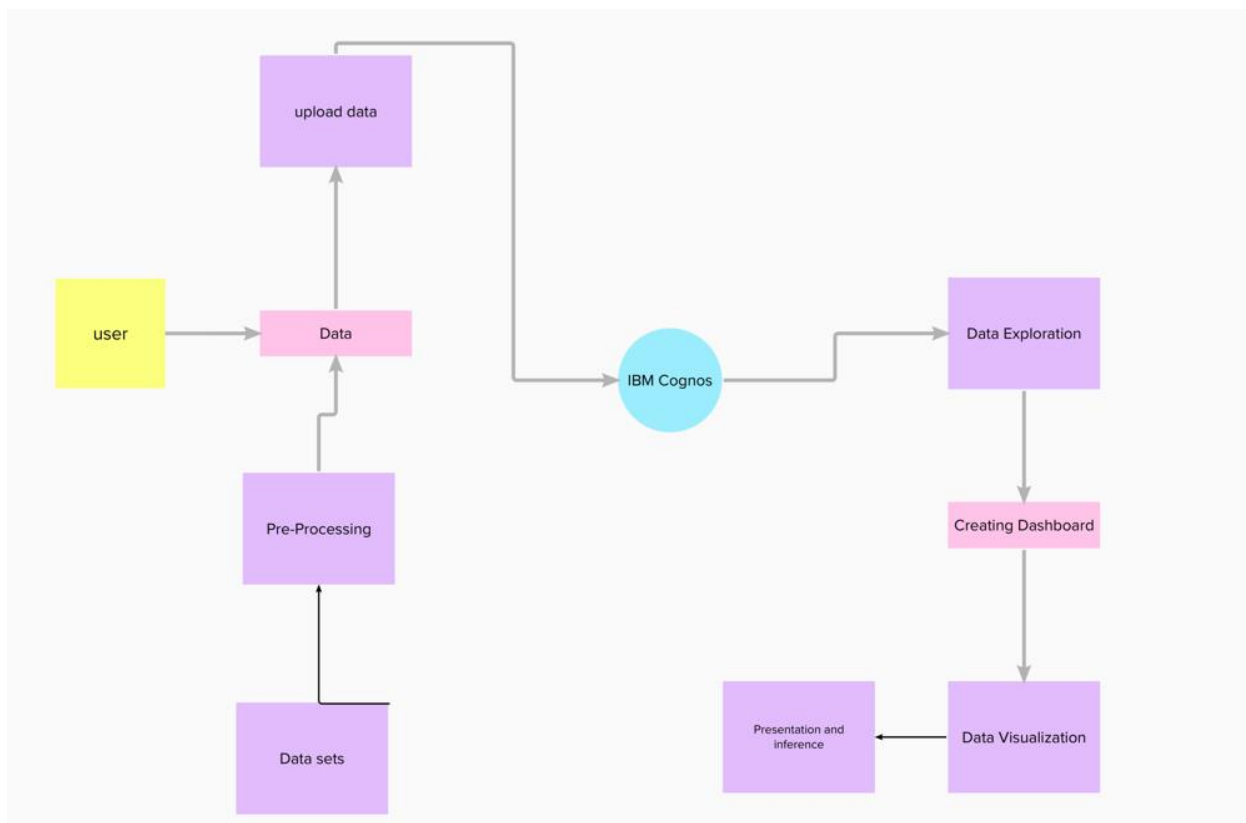 upload data
user
Data
IBM Cognos
Data Exploration
Pre-Processing
Creating Dashboard
Data sets
Presentation and
inference
Data Visualization